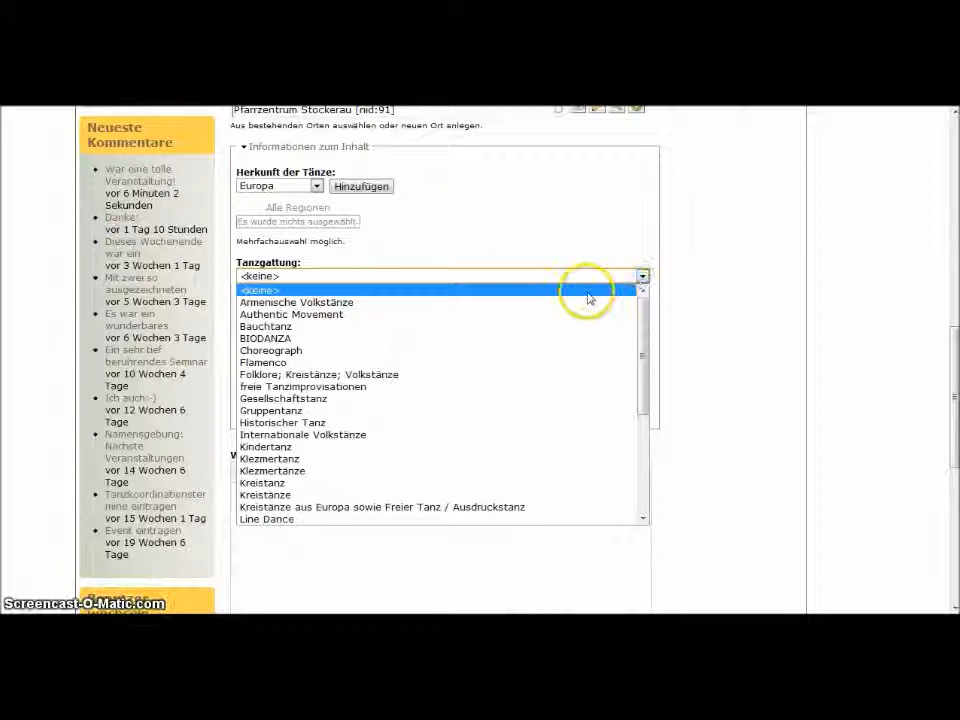 Pfarrzentrum Stockerau [nid:91]
Aus bestehenden Orten auswählen oder neuen Ort anlegen.
Neueste
Kommentare
War eine tolle
Veranstaltung!
vor 6 Minuten 2
Sekunden
Danke!
vor 1 Tag 10 Stunden
Dieses Wochenende
war ein
vor 3 Wochen 1 Tag
Mit zwei so
ausgezeichneten
vor 5 Wochen 3 Tage
Es war ein
wunderbares
vor 6 Wochen 3 Tage
Ein sehr tief
berührendes Seminar
vor 10 Wochen 4
Tage
Ich auch:-)
vor 12 Wochen 6
Tage
Namensgebung:
Nächste
Veranstaltungen
vor 14 Wochen 6
Tage
Tanzkoordinationster
mine eintragen
vor 15 Wochen 1 Tag
Event eintragen
vor 19 Wochen 6
Tage
Benutzer
wechseln
Informationen zum Inhalt
Herkunft der Tänze:
Europa
Hinzufügen
Alle Regionen
Es wurde nichts ausgewählt.
Mehrfachauswahl möglich.
Tanzgattung:
<keine>
<keine>
Armenische Volkstänze
Authentic Movement
Bauchtanz
BIODANZA
Choreograph
Flamenco
Folklore; Kreistänze; Volkstänze
freie Tanzimprovisationen
Gesellschaftstanz
Gruppentanz
Historischer Tanz
Internationale Volkstänze
Kindertanz
Klezmertanz
Klezmertänze
Kreistanz
Kreistänze
Kreistänze aus Europa sowie Freier Tanz / Ausdruckstanz
Line Dance
Screencast-O-Matic.com